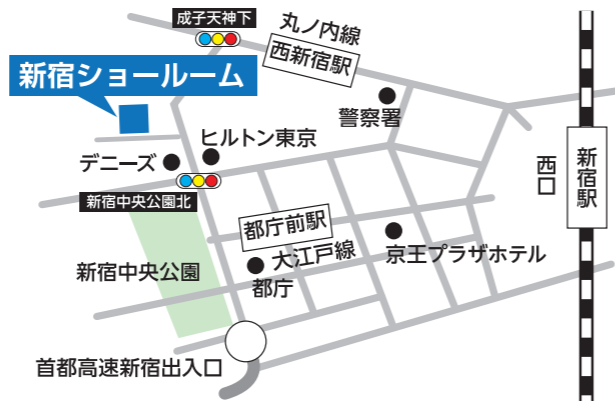 成子天神下
丸ノ内線
西新宿駅
新宿ショールーム
警察署
ヒルトン東京
デニーズ
新宿中央公園北
西口
新宿駅
都庁前駅
大江戸線
京王プラザホテル
新宿中央公園
都庁
首都高速新宿出入口